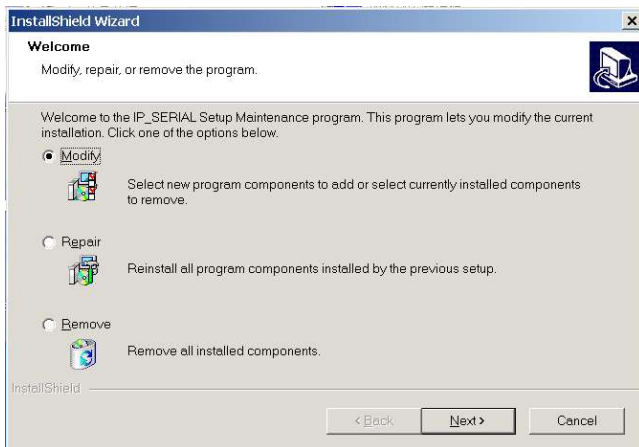 InstallShield Wizard
Welcome
Modify, repair, or remove the program.
Welcome to the IP_SERIAL Setup Maintenance program. This program lets you modify the current
installation. Click one of the options below.
Modify
Select new program components to add or select currently installed components
to remove.
Repair
Reinstall all program components installed by the previous setup.
Remove
Remove all installed components.
InstallShield
< Back
Next >
Cancel